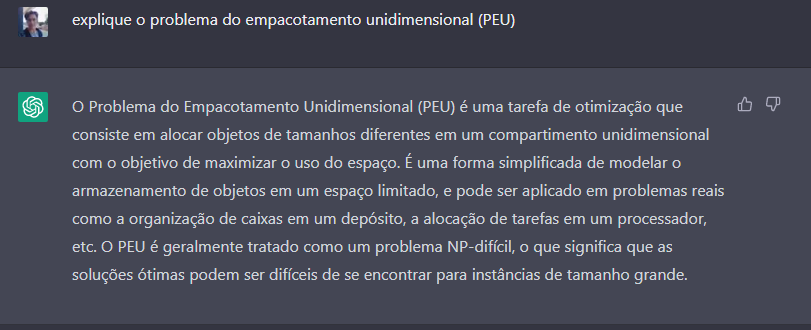 explique o problema do empacotamento unidimensional (PEU)
O Problema do Empacotamento Unidimensional (PEU) é uma tarefa de otimização que
consiste em alocar objetos de tamanhos diferentes em um compartimento unidimensional
com o objetivo de maximizar o uso do espaço. É uma forma simplificada de modelar o
armazenamento de objetos em um espaço limitado, e pode ser aplicado em problemas reais
como a organização de caixas em um depósito, a alocação de tarefas em um processador,
etc. O PEU é geralmente tratado como um problema NP-difícil, o que significa que as
soluções ótimas podem ser difíceis de se encontrar para instâncias de tamanho grande.